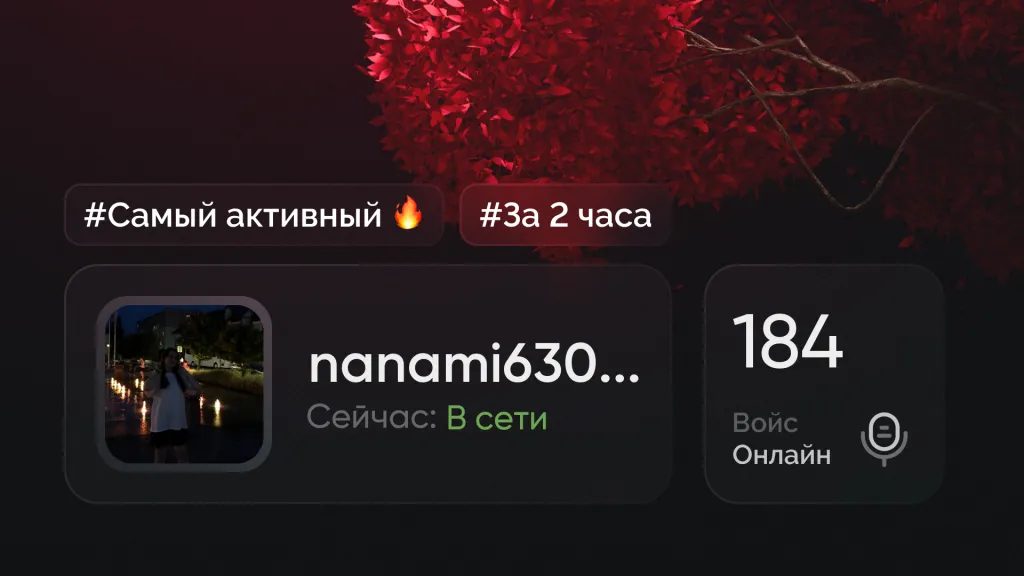 #Самый активный 🔥
#За 2 часа
nanami630...
Сейчас: В сети
184
Войс
Онлайн